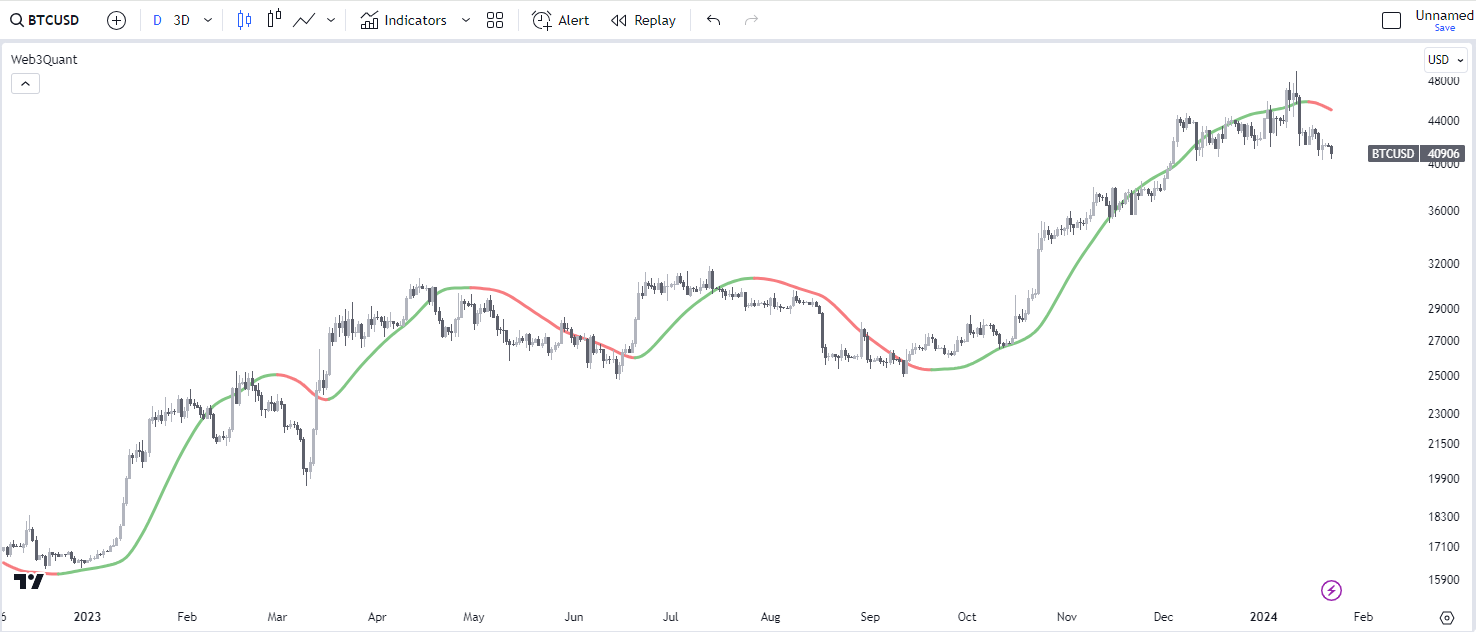 BTCUSD D 3D Indicators Alert Replay Unnamed
Save
Web3Quant
USD
48000
44000
BTCUSD 40906
40000
36000
32000
29000
27000
25000
23000
21500
19900
18300
17100
15900
6 2023 Feb Mar Apr May Jun Jul Aug Sep Oct Nov Dec 2024 Feb